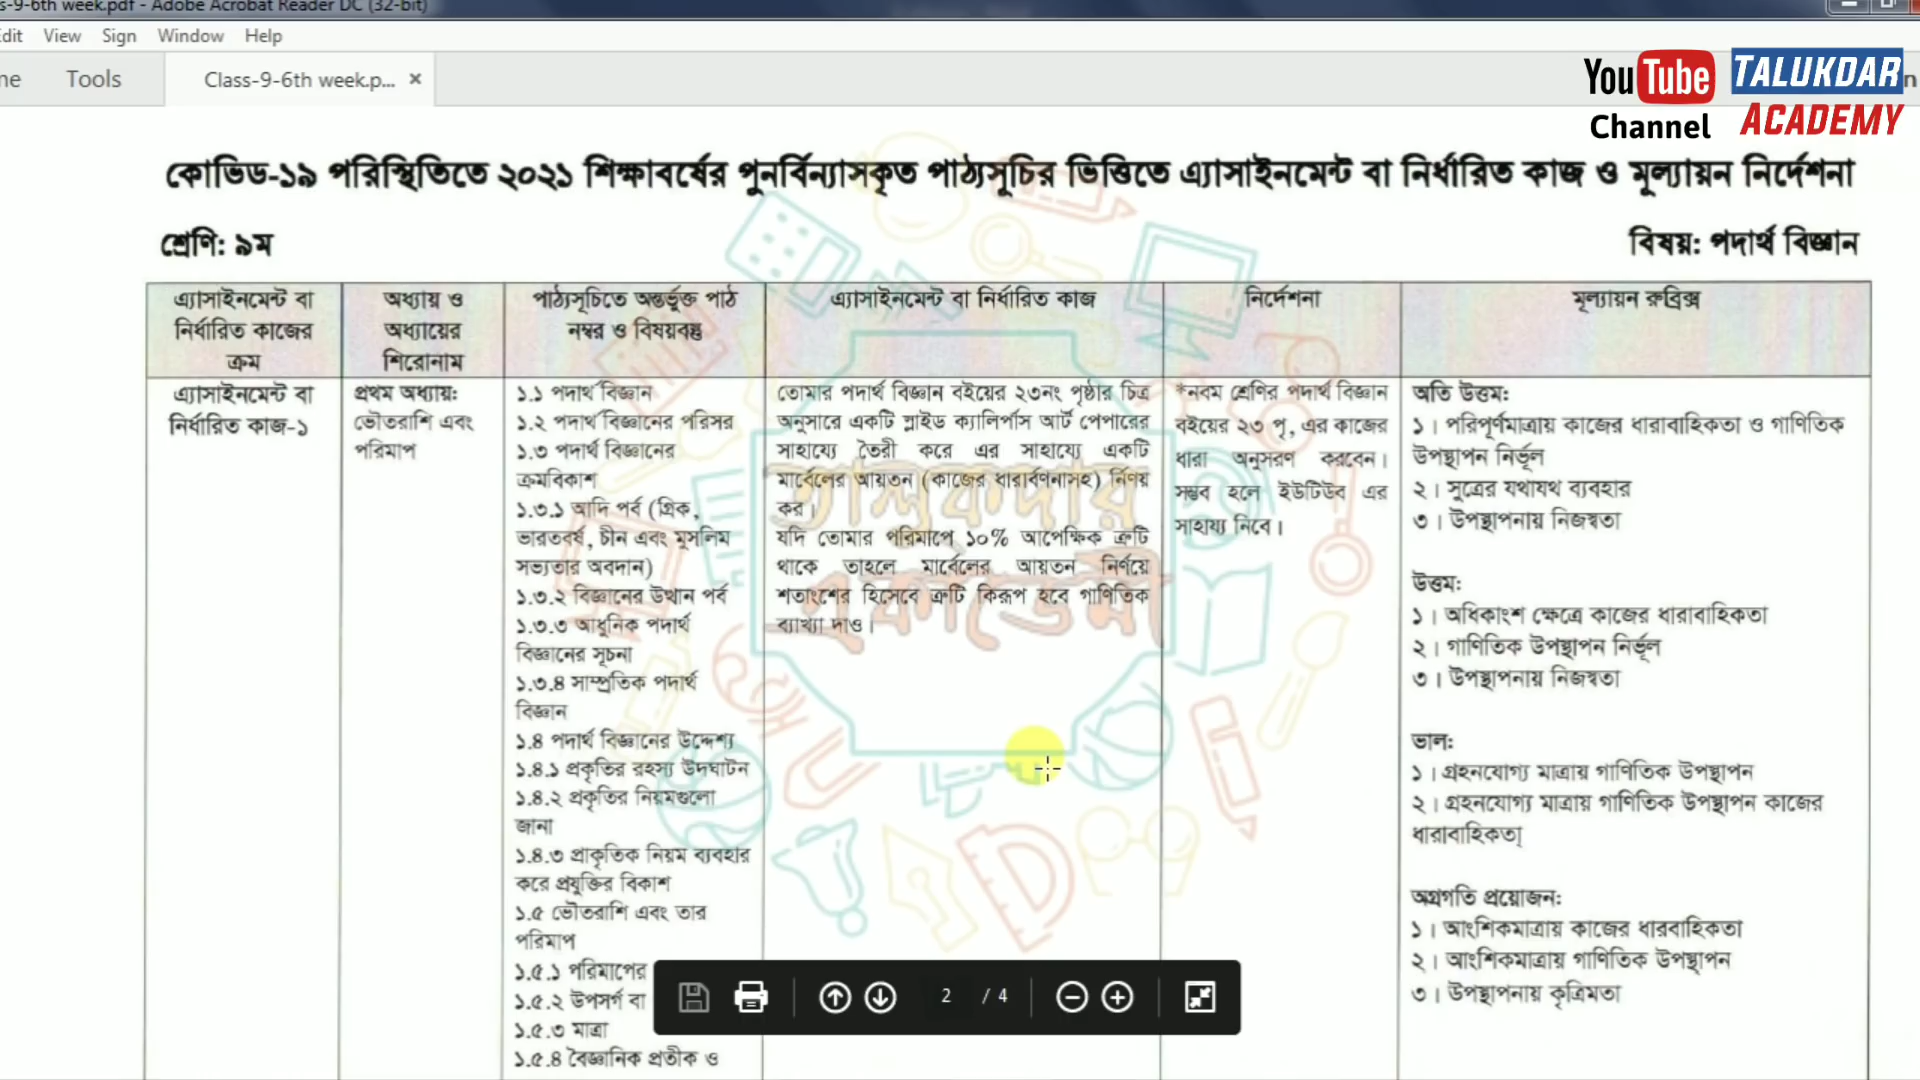 s-9-6th week.pdf - Adobe Acrobat Reader DC (32-bit)
Edit View Sign Window Help
me Tools Class-9-6th week.p... ×
YouTube
Channel
TALUKDAR
ACADEMY
কোভিড-১৯ পরিস্থিতিতে ২০২১ শিক্ষাবর্ষের পুনর্বিন্যাসকৃত পাঠ্যসূচির ভিত্তিতে এ্যাসাইনমেন্ট বা নির্ধারিত কাজ ও মূল্যায়ন নির্দেশনা
শ্রেণি: ৯ম
বিষয়: পদার্থ বিজ্ঞান
এ্যাসাইনমেন্ট বা
নির্ধারিত কাজের
ক্রম
অধ্যায় ও
অধ্যায়ের
শিরোনাম
পাঠ্যসূচিতে অন্তর্ভুক্ত পাঠ
নম্বর ও বিষয়বস্তু
এ্যাসাইনমেন্ট বা নির্ধারিত কাজ
নির্দেশনা
মূল্যায়ন রুব্রিক্স
এ্যাসাইনমেন্ট বা
নির্ধারিত কাজ-১
প্রথম অধ্যায়:
ভৌতরাশি এবং
পরিমাপ
১.১ পদার্থ বিজ্ঞান
১.২ পদার্থ বিজ্ঞানের পরিসর
১.৩ পদার্থ বিজ্ঞানের
ক্রমবিকাশ
১.৩.১ আদি পর্ব (গ্রিক,
ভারতবর্ষ, চীন এবং মুসলিম
সভ্যতার অবদান)
১.৩.২ বিজ্ঞানের উত্থান পর্ব
১.৩.৩ আধুনিক পদার্থ
বিজ্ঞানের সূচনা
১.৩.৪ সাম্প্রতিক পদার্থ
বিজ্ঞান
১.৪ পদার্থ বিজ্ঞানের উদ্দেশ্য
১.৪.১ প্রকৃতির রহস্য উদঘাটন
১.৪.২ প্রকৃতির নিয়মগুলো
জানা
১.৪.৩ প্রাকৃতিক নিয়ম ব্যবহার
করে প্রযুক্তির বিকাশ
১.৫ ভৌতরাশি এবং তার
পরিমাপ
১.৫.১ পরিমাপের
১.৫.২ উপসর্গ বা
১.৫.৩ মাত্রা
১.৫.৪ বৈজ্ঞানিক প্রতীক ও
তোমার পদার্থ বিজ্ঞান বইয়ের ২৩নং পৃষ্ঠার চিত্র
অনুসারে একটি স্লাইড ক্যালিপার্স আর্ট পেপারের
সাহায্যে তৈরী করে এর সাহায্যে একটি
মার্বেলের আয়তন (কাজের ধারাবর্ণনাসহ) র্নিণয়
কর।
যদি তোমার পরিমাপে ১০% আপেক্ষিক ত্রুটি
থাকে তাহলে মার্বেলের আয়তন নির্ণয়ে
শতাংশের হিসেবে ত্রুটি কিরূপ হবে গাণিতিক
ব্যাখ্যা দাও।
*নবম শ্রেণির পদার্থ বিজ্ঞান
বইয়ের ২৩ পৃ, এর কাজের
ধারা অনুসরণ করবেন।
সম্ভব হলে ইউটিউব এর
সাহায্য নিবে।
অতি উত্তম:
১। পরিপূর্ণমাত্রায় কাজের ধারাবাহিকতা ও গাণিতিক
উপস্থাপন নির্ভূল
২। সুত্রের যথাযথ ব্যবহার
৩। উপস্থাপনায় নিজস্বতা
উত্তম:
১। অধিকাংশ ক্ষেত্রে কাজের ধারাবাহিকতা
২। গাণিতিক উপস্থাপন নির্ভূল
৩। উপস্থাপনায় নিজস্বতা
ভাল:
১। গ্রহনযোগ্য মাত্রায় গাণিতিক উপস্থাপন
২। গ্রহনযোগ্য মাত্রায় গাণিতিক উপস্থাপন কাজের
ধারাবাহিকতা
অগ্রগতি প্রয়োজন:
১। আংশিকমাত্রায় কাজের ধারবাহিকতা
২। আংশিকমাত্রায় গাণিতিক উপস্থাপন
৩। উপস্থাপনায় কৃত্রিমতা
তালুকদার
একাডেমী
2 / 4